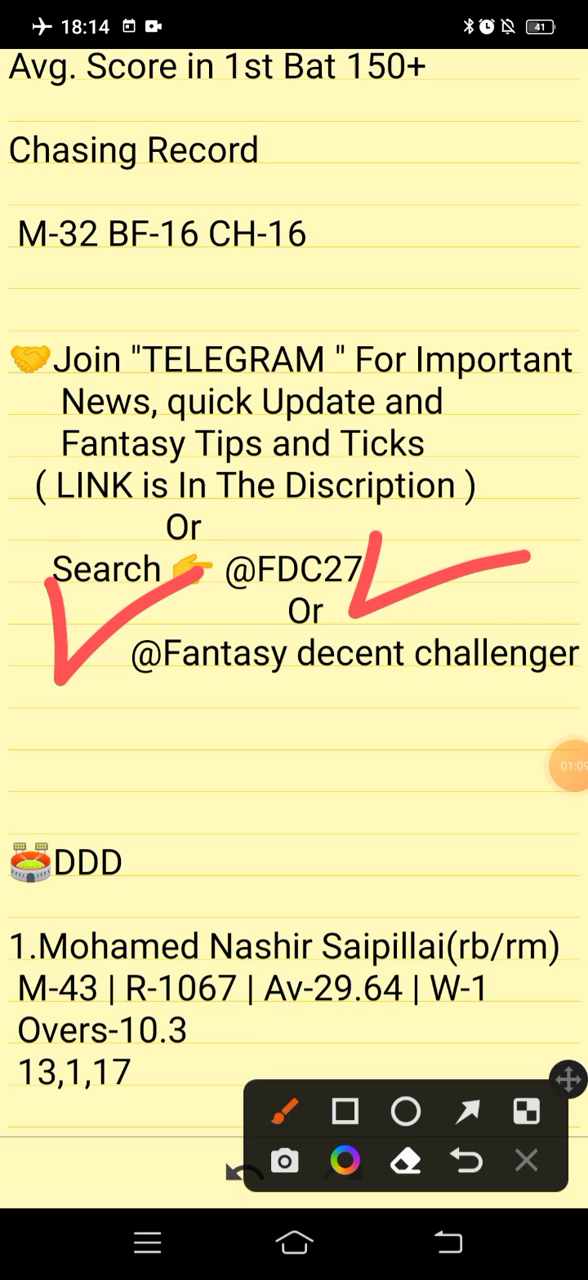 18:14
41
Avg. Score in 1st Bat 150+
Chasing Record
M-32 BF-16 CH-16
🤝Join "TELEGRAM " For Important
News, quick Update and
Fantasy Tips and Ticks
( LINK is In The Discription )
Or
Search 👉 @FDC27
Or
@Fantasy decent challenger
01:09
🏟️DDD
1.Mohamed Nashir Saipillai(rb/rm)
M-43 | R-1067 | Av-29.64 | W-1
Overs-10.3
13,1,17